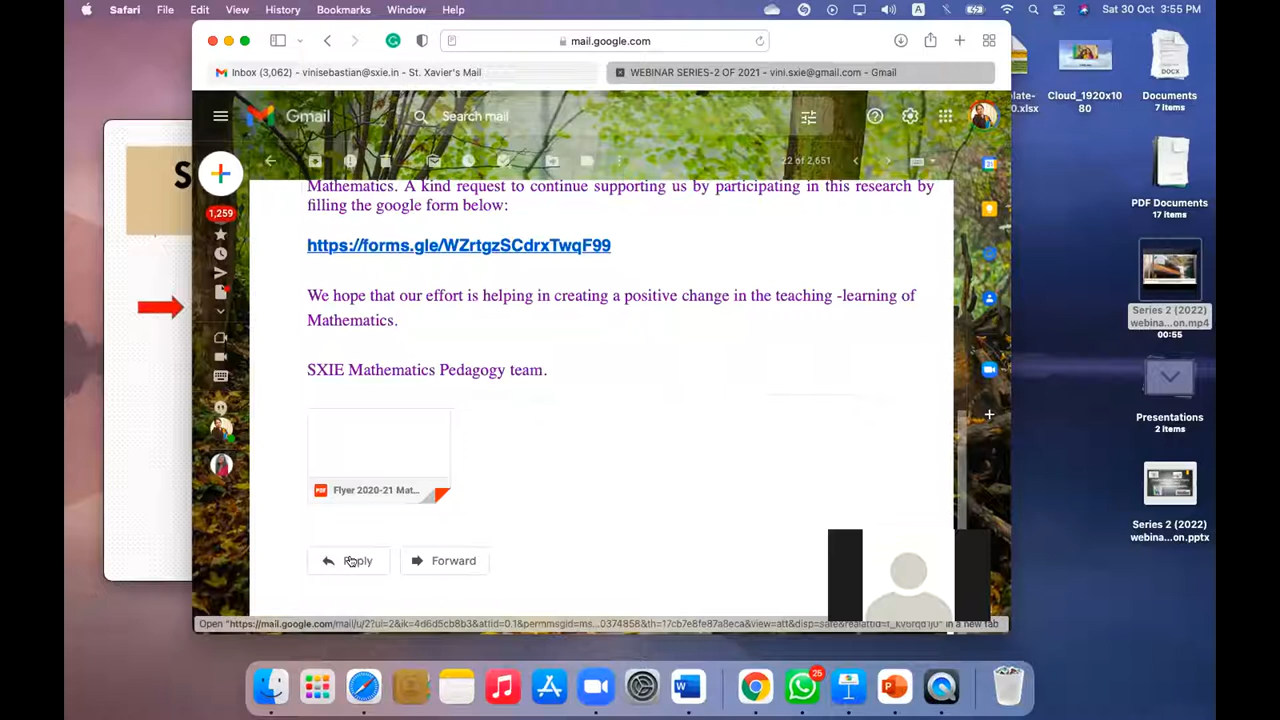 Safari File Edit View History Bookmarks Window Help A Sat 30 Oct 3:55 PM
mail.google.com
Inbox (3,062) - vinisebastian@sxie.in - St. Xavier's Mail
WEBINAR SERIES-2 OF 2021 - vini.sxie@gmail.com - Gmail
Gmail
Search mail
22 of 2,651
1,259
Mathematics. A kind request to continue supporting us by participating in this research by
filling the google form below:
https://forms.gle/WZrtgzSCdrxTwqF99
We hope that our effort is helping in creating a positive change in the teaching -learning of
Mathematics.
SXIE Mathematics Pedagogy team.
PDF Flyer 2020-21 Mat...
Reply
Forward
S
Cloud_1920x10
80
Documents
7 items
DOCX
PDF Documents
17 items
Series 2 (2022)
webina...on.mp4
00:55
Presentations
2 items
Series 2 (2022)
webina...on.pptx
25